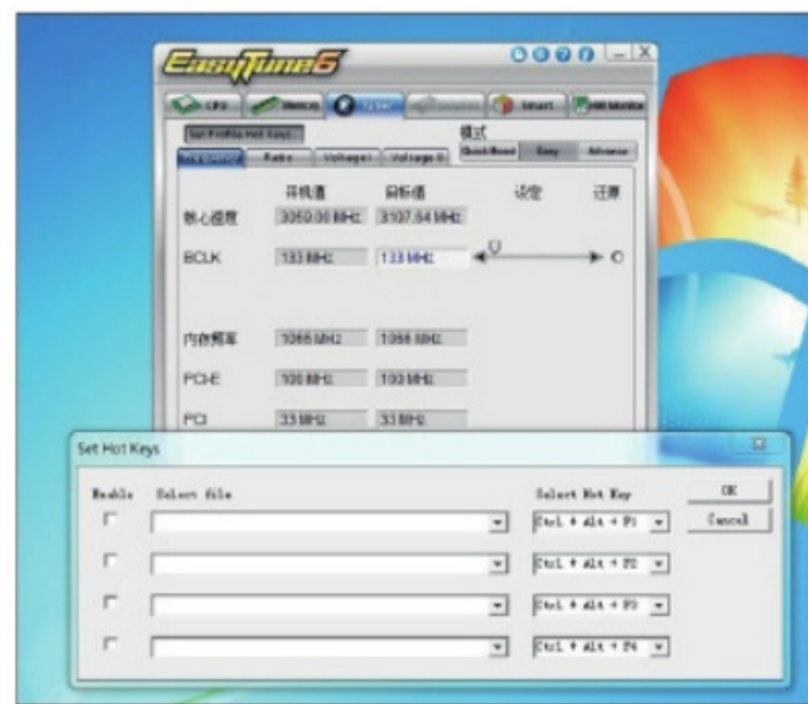 EasyTune6
CPU Memory Tuner Smart HW Monitor
Set Profile Hot Keys 模式
Frequency Ratio Voltage I Voltage II Quick Boost Easy Advance
开机值 目标值 设定 还原
核心速度 3059.00 MHz 3107.64 MHz
BCLK 133 MHz 133 MHz
内存频率 1066 MHz 1066 MHz
PCI-E 100 MHz 100 MHz
PCI 33 MHz 33 MHz
Set Hot Keys
Enable Select file Select Hot Key OK
Ctrl + Alt + F1 Cancel
Ctrl + Alt + F2
Ctrl + Alt + F3
Ctrl + Alt + F4